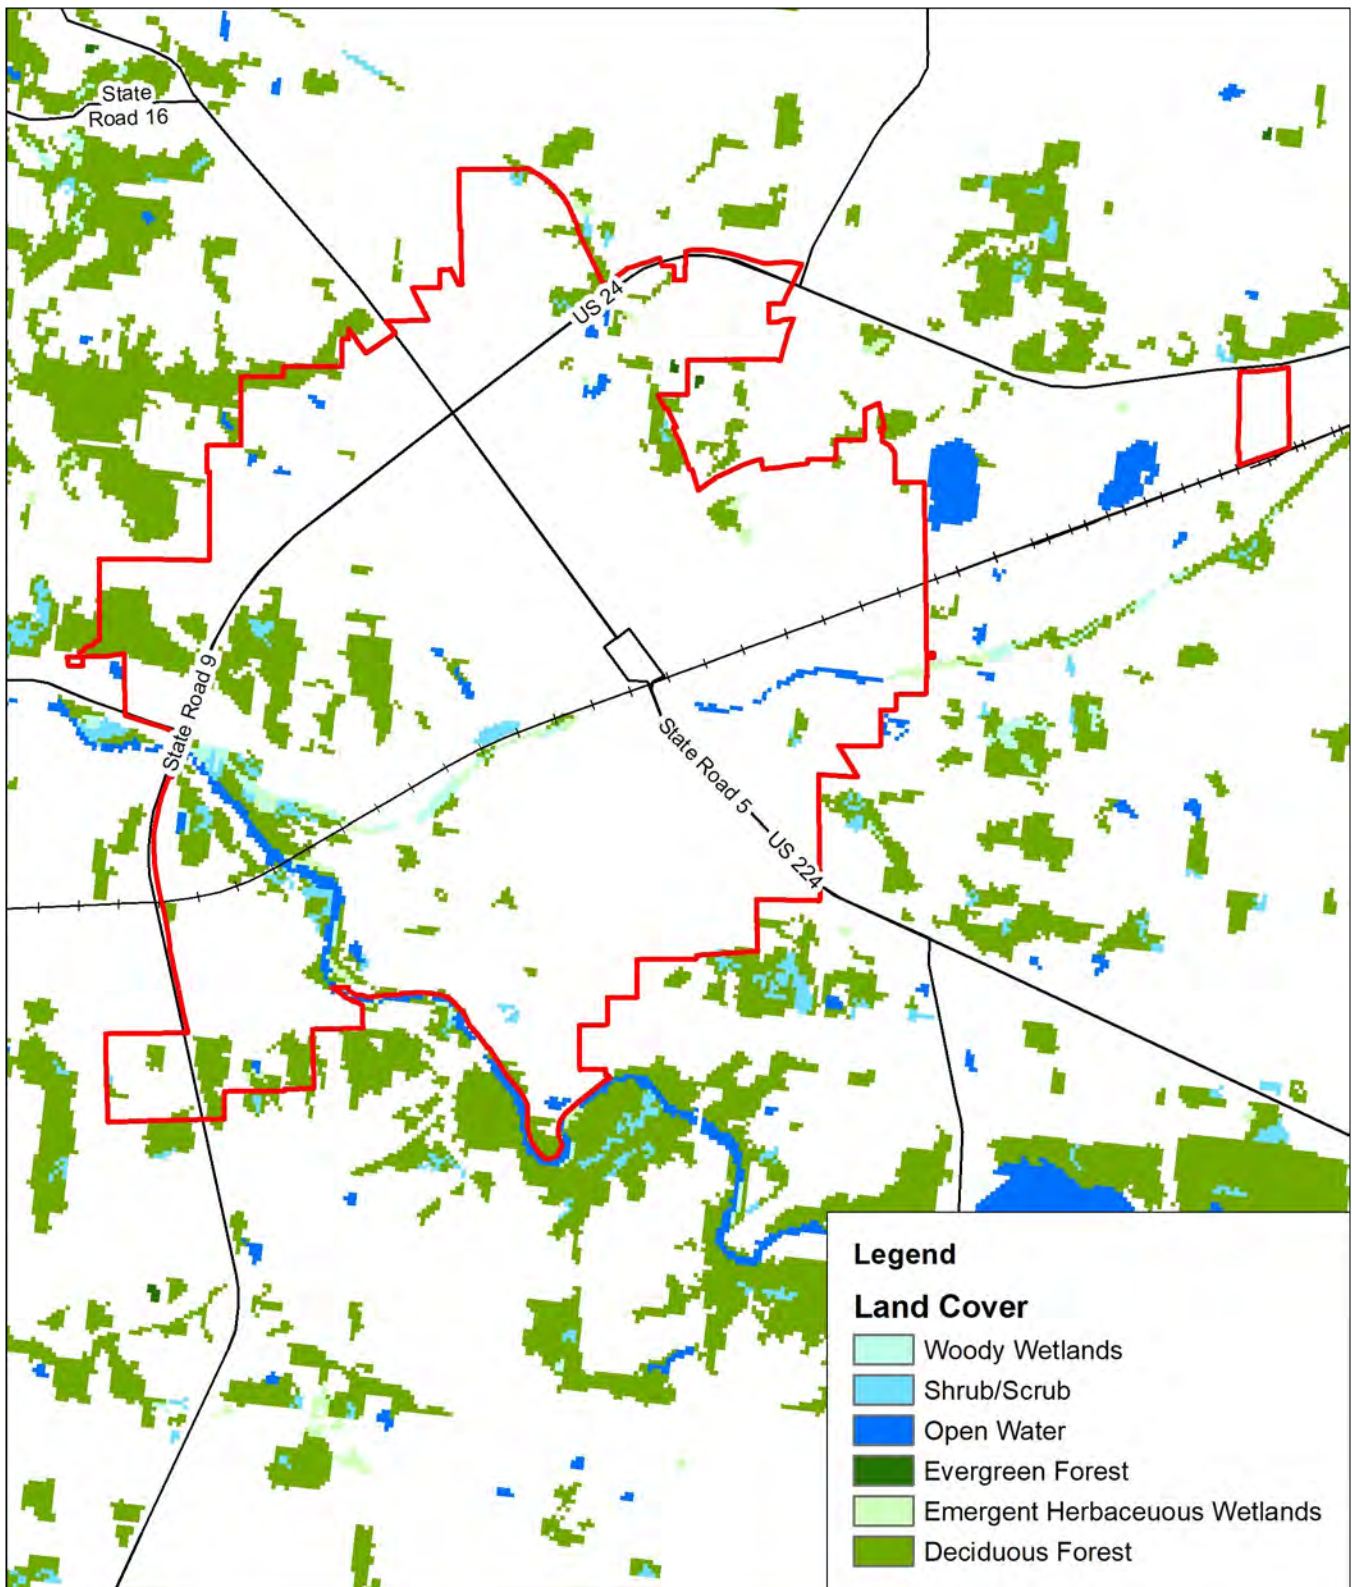 State
Road 16
US 24
State Road 9
State Road 5
US 224
Legend
Land Cover
Woody Wetlands
Shrub/Scrub
Open Water
Evergreen Forest
Emergent Herbaceuous Wetlands
Deciduous Forest